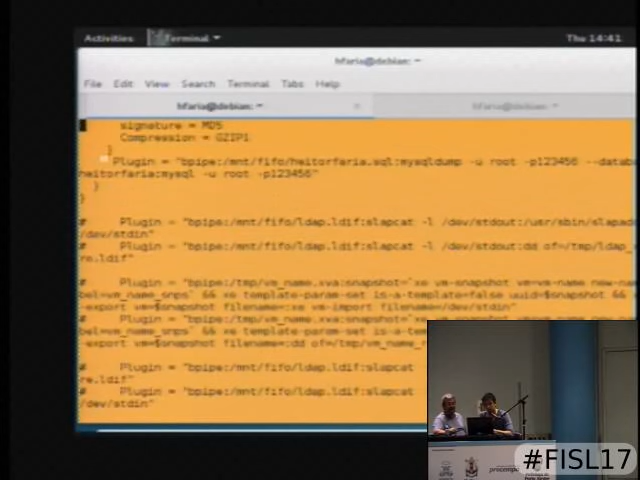 Activities Terminal Thu 14:41
hfaria@debian: ~
File Edit View Search Terminal Tabs Help
hfaria@debian: ~ × hfaria@debian: ~
signature = MD5
Compression = GZIP1
}
Plugin = "bpipe:/mnt/fifo/heitorfaria.sql:mysqldump -u root -p123456 --datab
heitorfaria:mysql -u root -p123456"
}
}
# Plugin = "bpipe:/mnt/fifo/ldap.ldif:slapcat -l /dev/stdout:/usr/sbin/slapad
/dev/stdin"
# Plugin = "bpipe:/mnt/fifo/ldap.ldif:slapcat -l /dev/stdout:dd of=/tmp/ldap_
re.ldif"
# Plugin = "bpipe:/tmp/vm_name.xva:snapshot=`xe vm-snapshot vm=vm-name new-nam
bel=vm_name_snps` && xe template-param-set is-a-template=false uuid=$snapshot &&
-export vm=$snapshot filename=:xe vm-import filename=/dev/stdin"
# Plugin = "bpipe:/tmp/vm_name.xva:snapshot=`xe vm-s
bel=vm_name_snps` && xe template-param-set is-a-tem
-export vm=$snapshot filename=:dd of=/tmp/vm_name_r
# Plugin = "bpipe:/mnt/fifo/ldap.ldif:slapcat
re.ldif"
# Plugin = "bpipe:/mnt/fifo/ldap.ldif:slapcat
/dev/stdin"
procempa
#FISL17